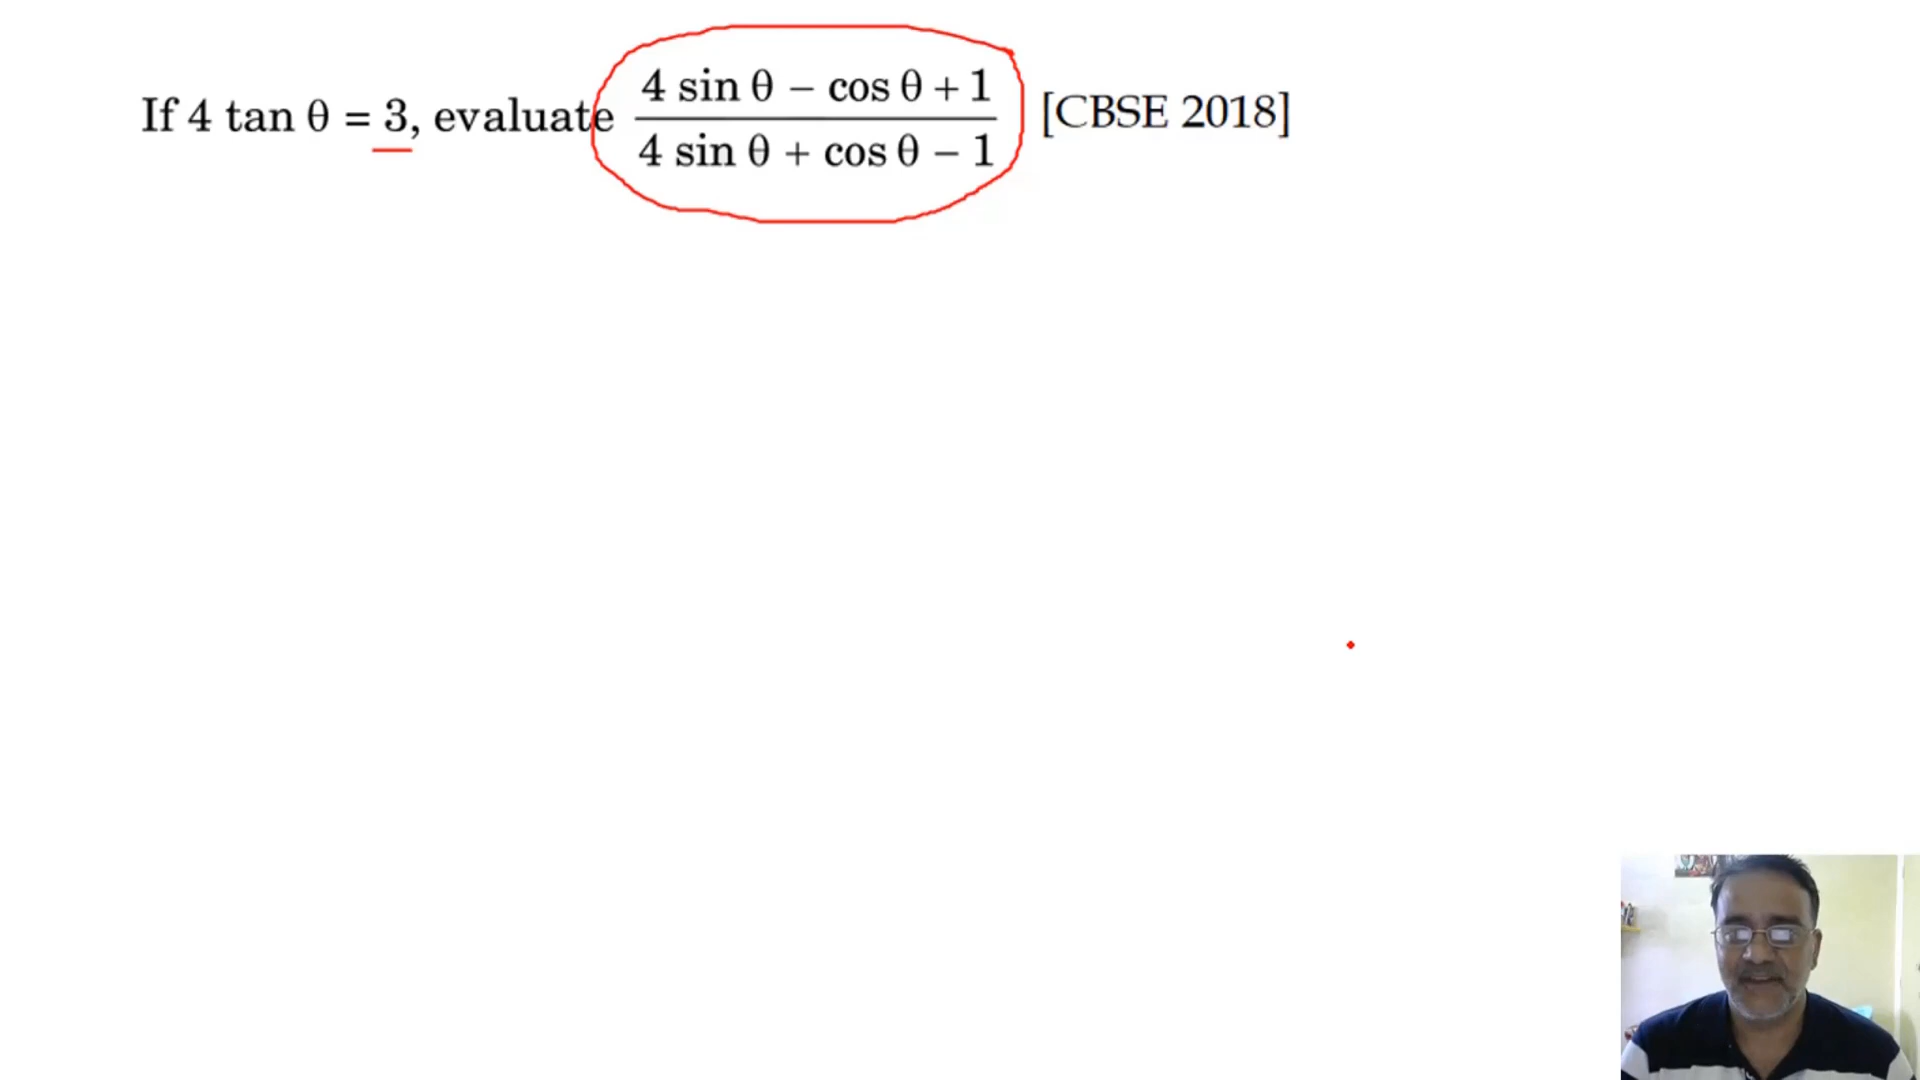 If 4 tan θ = 3, evaluate (4 sin θ − cos θ + 1)/(4 sin θ + cos θ − 1) [CBSE 2018]